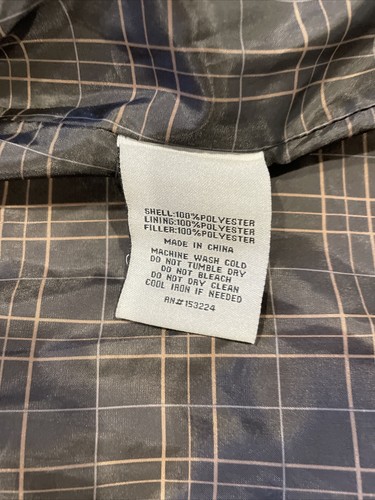 SHELL:100%POLYESTER
LINING:100%POLYESTER
FILLER:100%POLYESTER
MADE IN CHINA
MACHINE WASH COLD
DO NOT TUMBLE DRY
DO NOT BLEACH
DO NOT DRY CLEAN
COOL IRON IF NEEDED
RN#153224